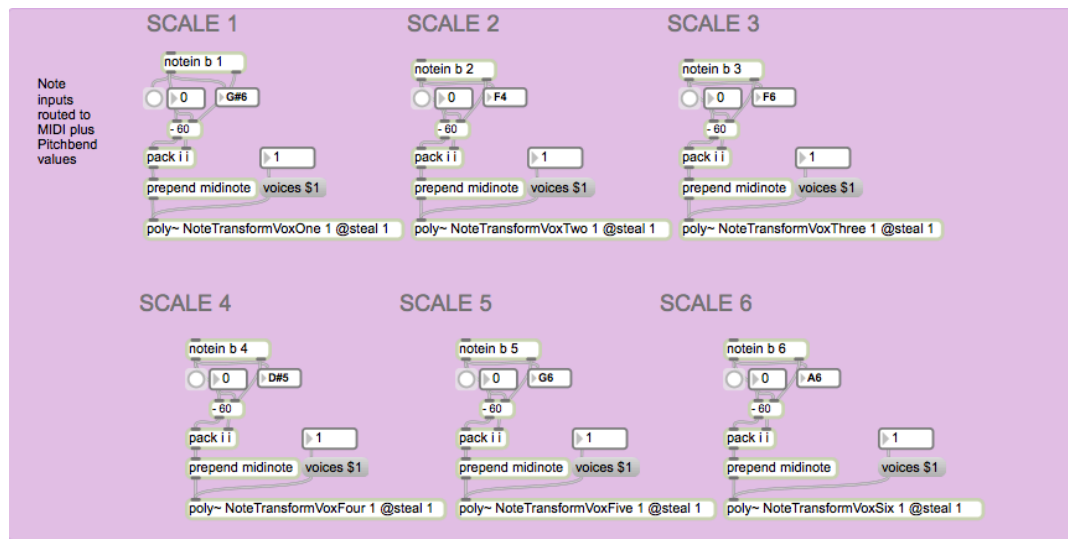 SCALE 1
SCALE 2
SCALE 3
Note
inputs
routed to
MIDI plus
Pitchbend
values
notein b 1
0
G#6
- 60
pack i i
1
prepend midinote
voices $1
poly~ NoteTransformVoxOne 1 @steal 1
notein b 2
0
F4
- 60
pack i i
1
prepend midinote
voices $1
poly~ NoteTransformVoxTwo 1 @steal 1
notein b 3
0
F6
- 60
pack i i
1
prepend midinote
voices $1
poly~ NoteTransformVoxThree 1 @steal 1
SCALE 4
SCALE 5
SCALE 6
notein b 4
0
D#5
- 60
pack i i
1
prepend midinote
voices $1
poly~ NoteTransformVoxFour 1 @steal 1
notein b 5
0
G6
- 60
pack i i
1
prepend midinote
voices $1
poly~ NoteTransformVoxFive 1 @steal 1
notein b 6
0
A6
- 60
pack i i
1
prepend midinote
voices $1
poly~ NoteTransformVoxSix 1 @steal 1